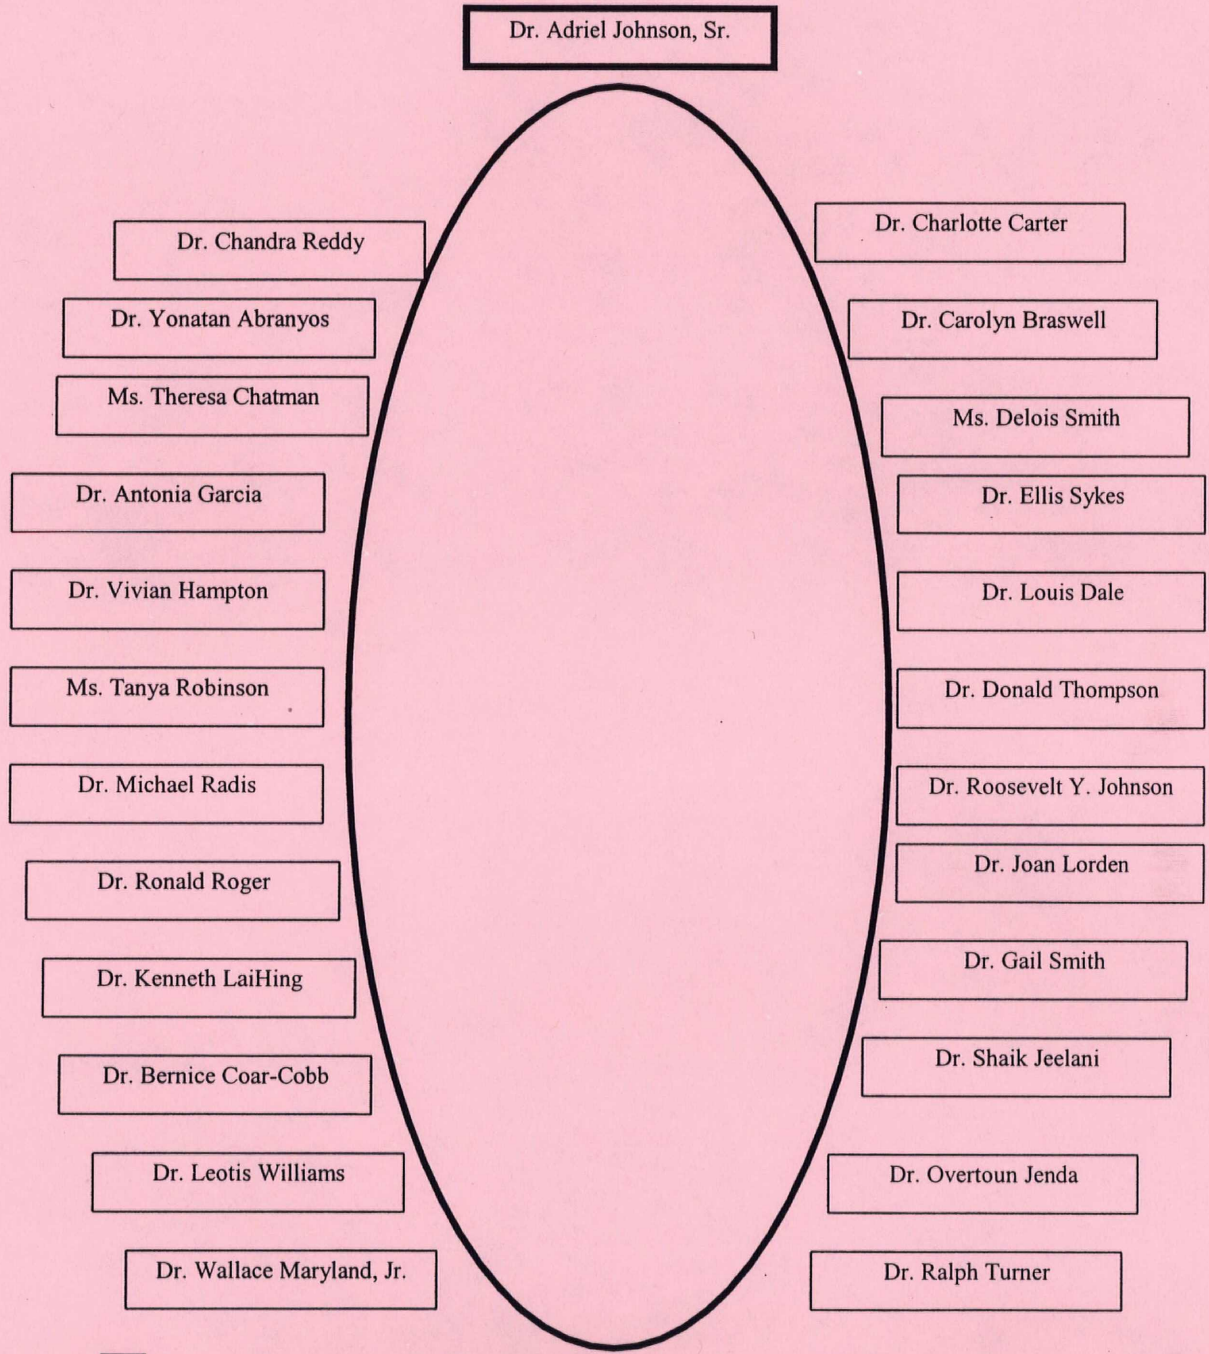 Dr. Adriel Johnson, Sr.
Dr. Chandra Reddy
Dr. Yonatan Abranyos
Ms. Theresa Chatman
Dr. Antonia Garcia
Dr. Vivian Hampton
Ms. Tanya Robinson
Dr. Michael Radis
Dr. Ronald Roger
Dr. Kenneth LaiHing
Dr. Bernice Coar-Cobb
Dr. Leotis Williams
Dr. Wallace Maryland, Jr.
Dr. Charlotte Carter
Dr. Carolyn Braswell
Ms. Delois Smith
Dr. Ellis Sykes
Dr. Louis Dale
Dr. Donald Thompson
Dr. Roosevelt Y. Johnson
Dr. Joan Lorden
Dr. Gail Smith
Dr. Shaik Jeelani
Dr. Overtoun Jenda
Dr. Ralph Turner